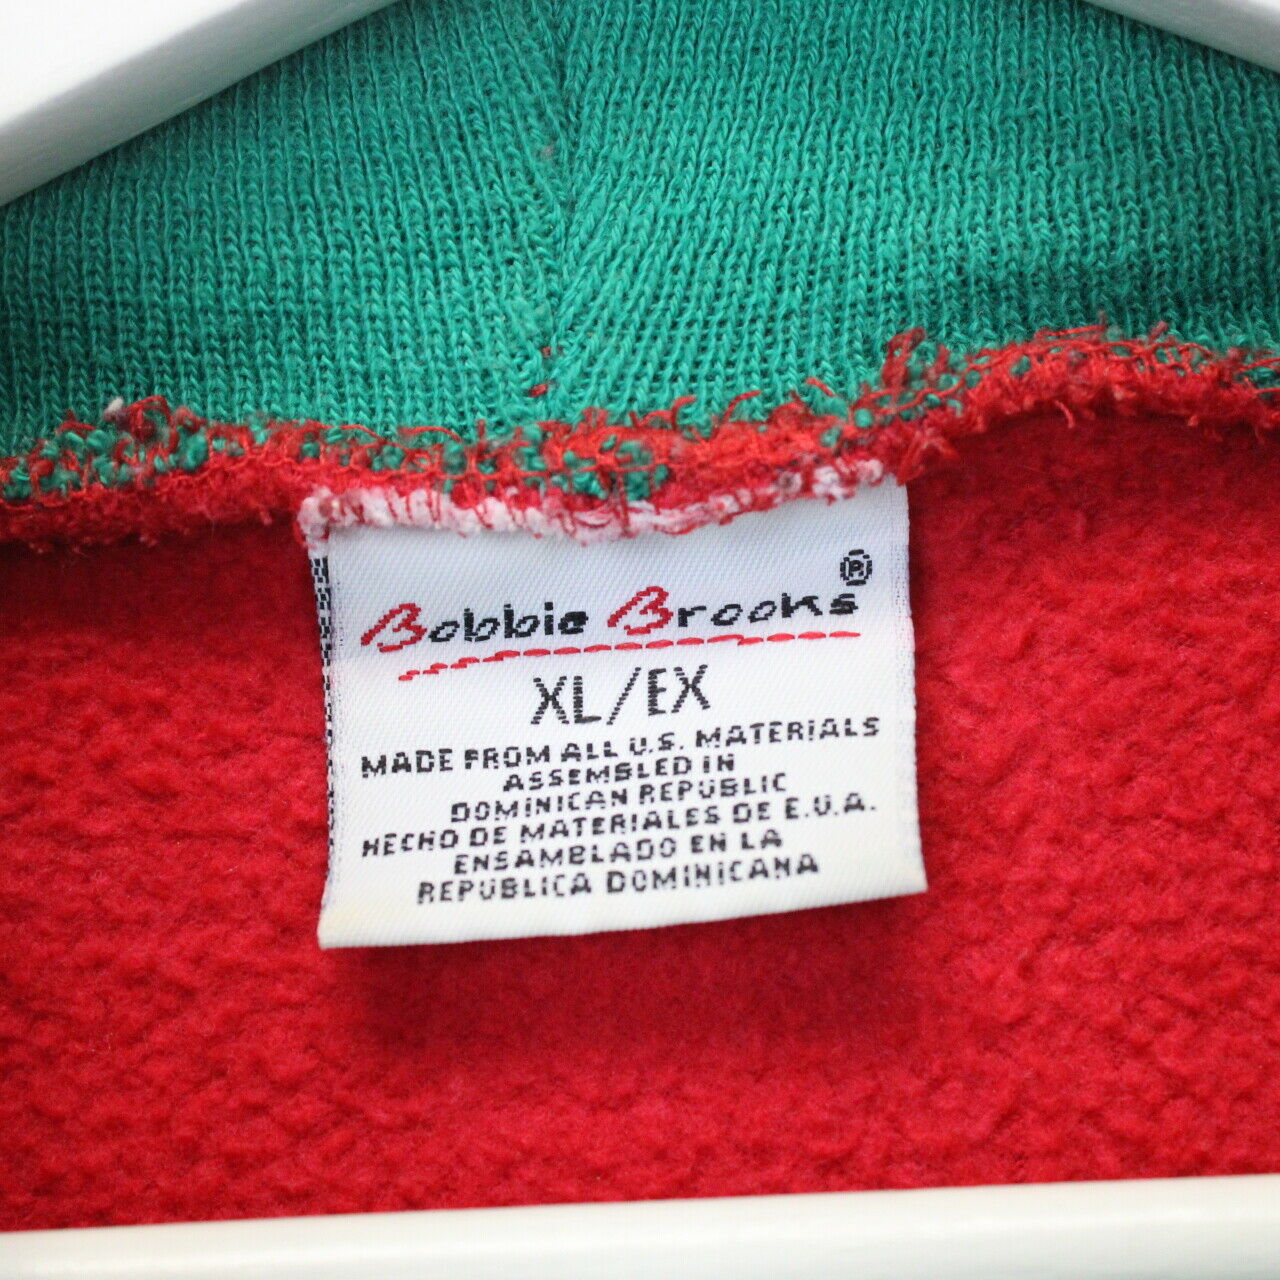 Bobbie Brooks®
XL/EX
MADE FROM ALL U.S. MATERIALS
ASSEMBLED IN
DOMINICAN REPUBLIC
HECHO DE MATERIALES DE E.U.A.
ENSAMBLADO EN LA
REPUBLICA DOMINICANA